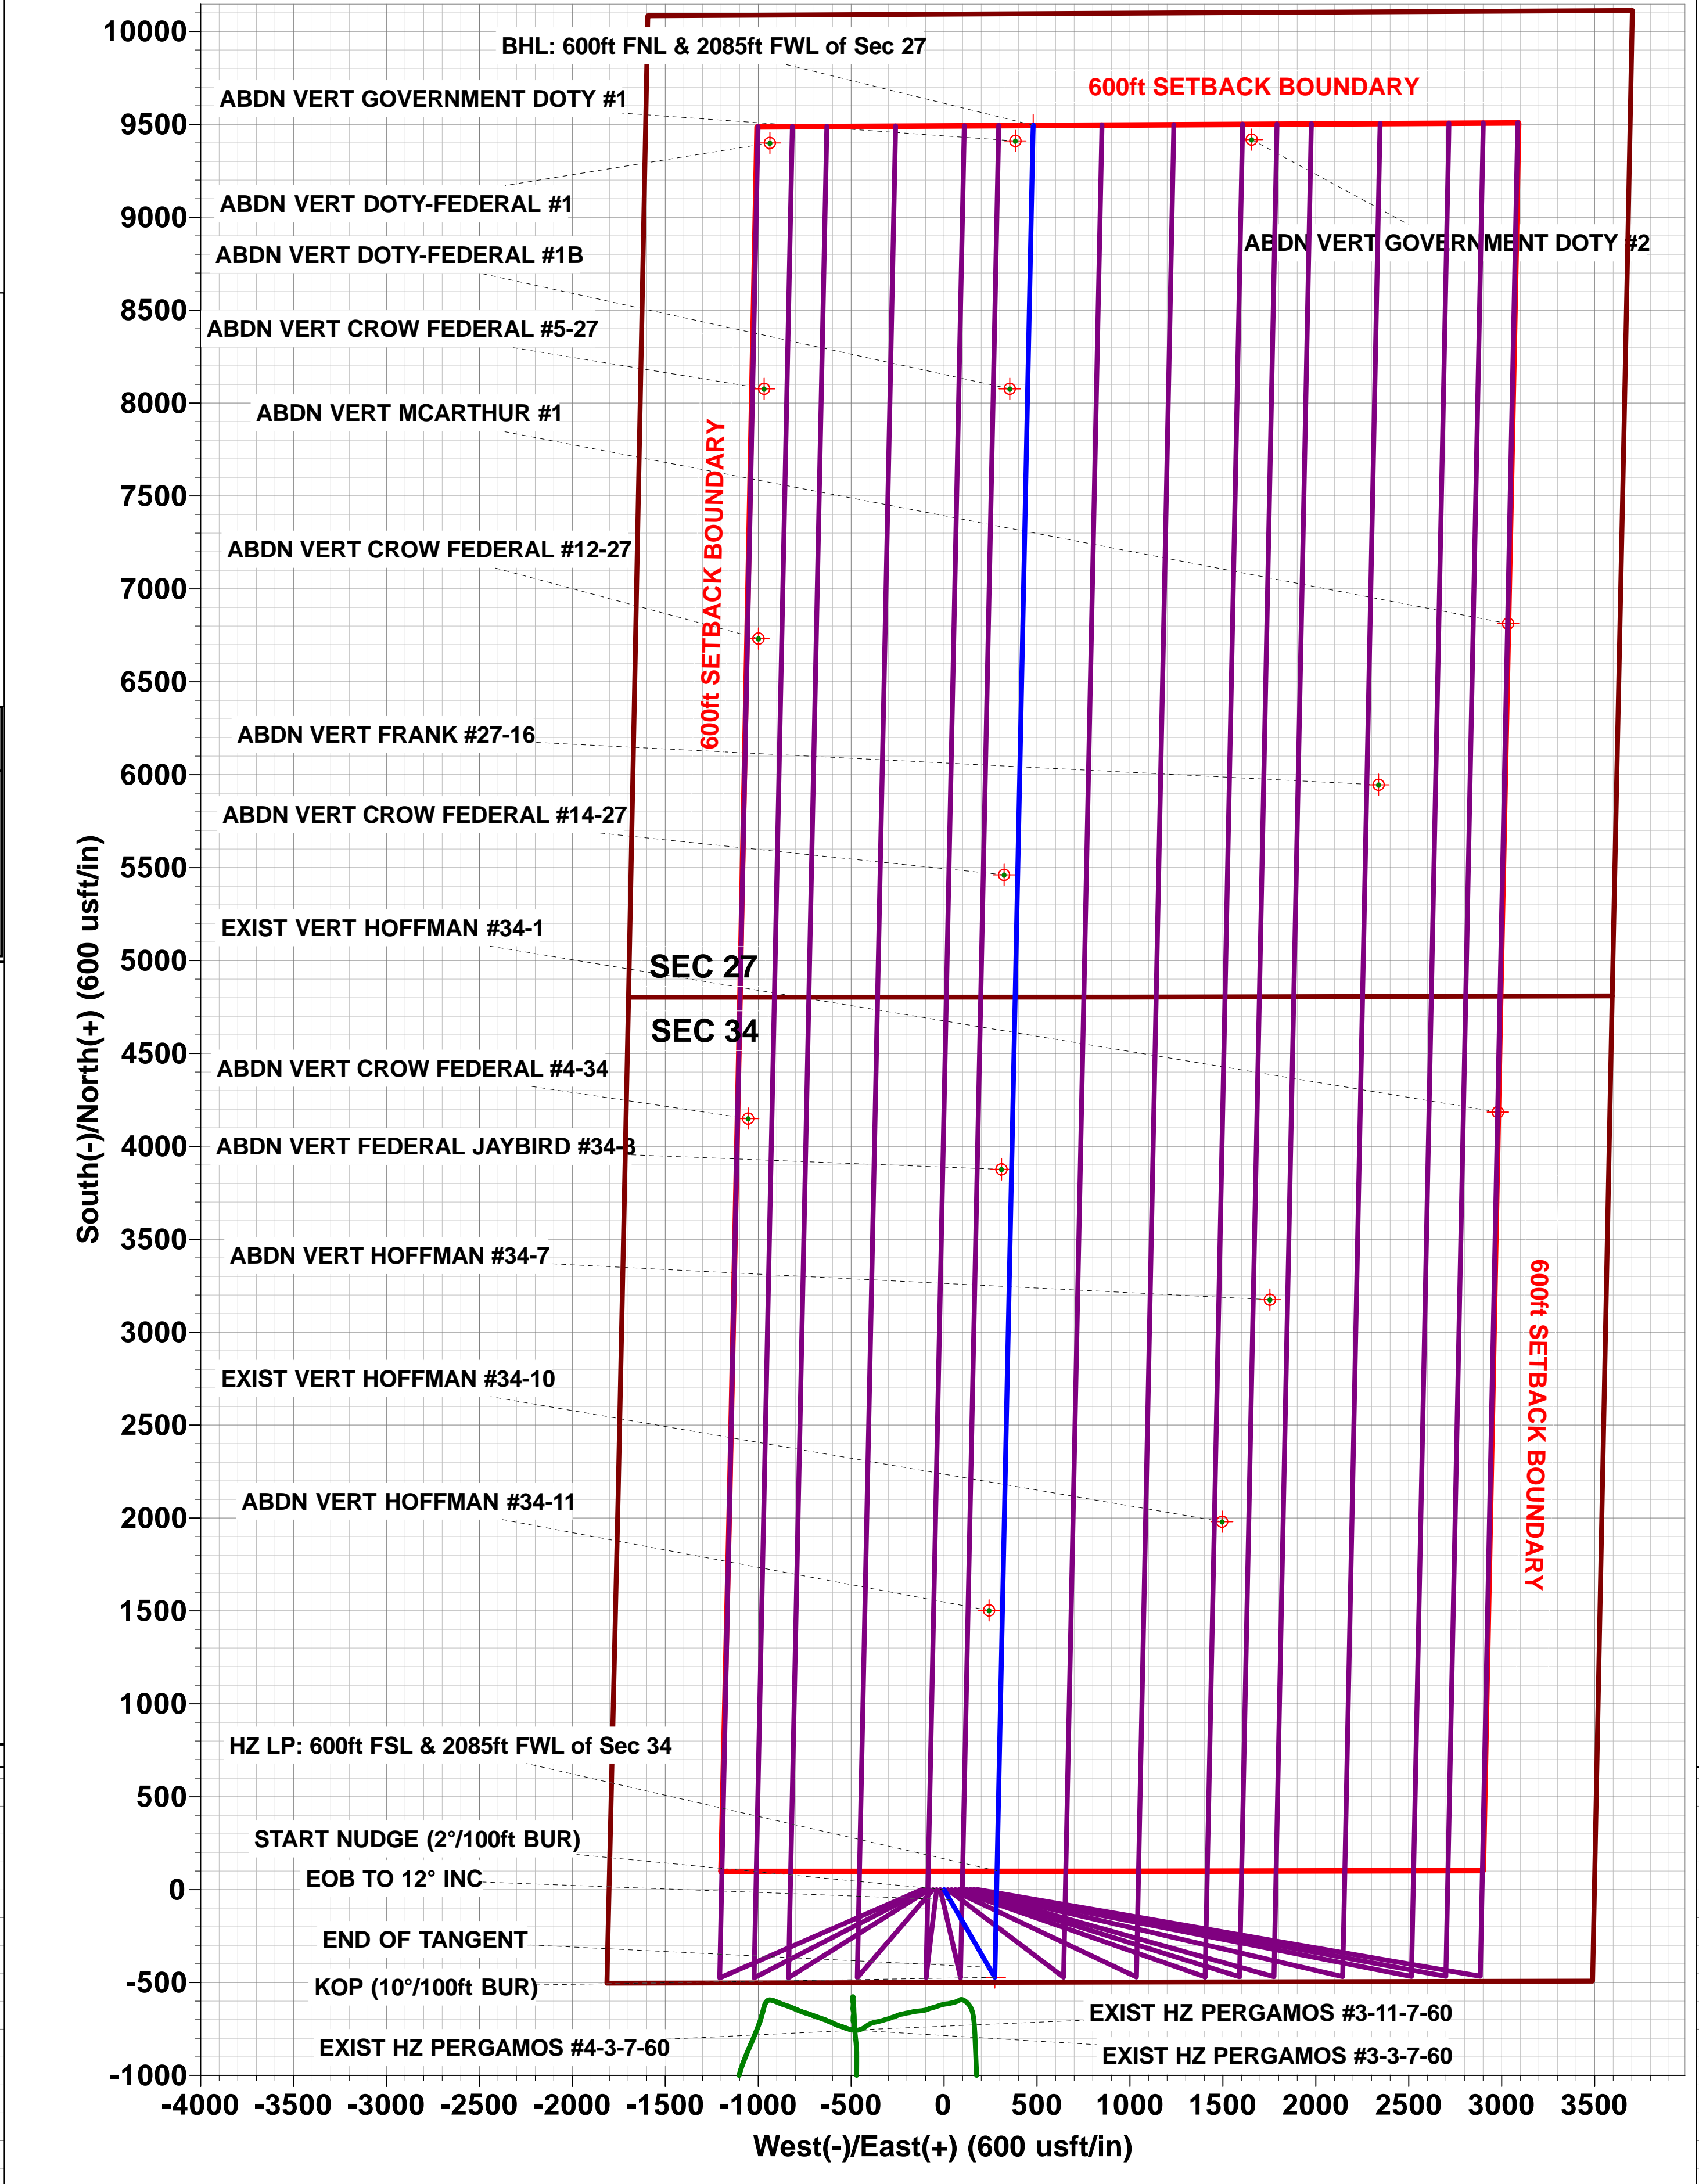 10000
BHL: 600ft FNL & 2085ft FWL of Sec 27
600ft SETBACK BOUNDARY
ABDN VERT GOVERNMENT DOTY #1
9500
ABDN VERT DOTY-FEDERAL #1
9000
ABDN VERT GOVERNMENT DOTY #2
ABDN VERT DOTY-FEDERAL #1B
8500
ABDN VERT CROW FEDERAL #5-27
8000
ABDN VERT MCARTHUR #1
600ft SETBACK BOUNDARY
7500
ABDN VERT CROW FEDERAL #12-27
7000
6500
ABDN VERT FRANK #27-16
6000
ABDN VERT CROW FEDERAL #14-27
5500
South(-)/North(+) (600 usft/in)
EXIST VERT HOFFMAN #34-1
5000
SEC 27
SEC 34
4500
ABDN VERT CROW FEDERAL #4-34
4000
ABDN VERT FEDERAL JAYBIRD #34-3
3500
ABDN VERT HOFFMAN #34-7
600ft SETBACK BOUNDARY
3000
EXIST VERT HOFFMAN #34-10
2500
ABDN VERT HOFFMAN #34-11
2000
1500
1000
HZ LP: 600ft FSL & 2085ft FWL of Sec 34
500
START NUDGE (2°/100ft BUR)
EOB TO 12° INC
0
END OF TANGENT
-500
KOP (10°/100ft BUR)
EXIST HZ PERGAMOS #3-11-7-60
EXIST HZ PERGAMOS #4-3-7-60
EXIST HZ PERGAMOS #3-3-7-60
-1000
-4000 -3500 -3000 -2500 -2000 -1500 -1000 -500 0 500 1000 1500 2000 2500 3000 3500
West(-)/East(+) (600 usft/in)